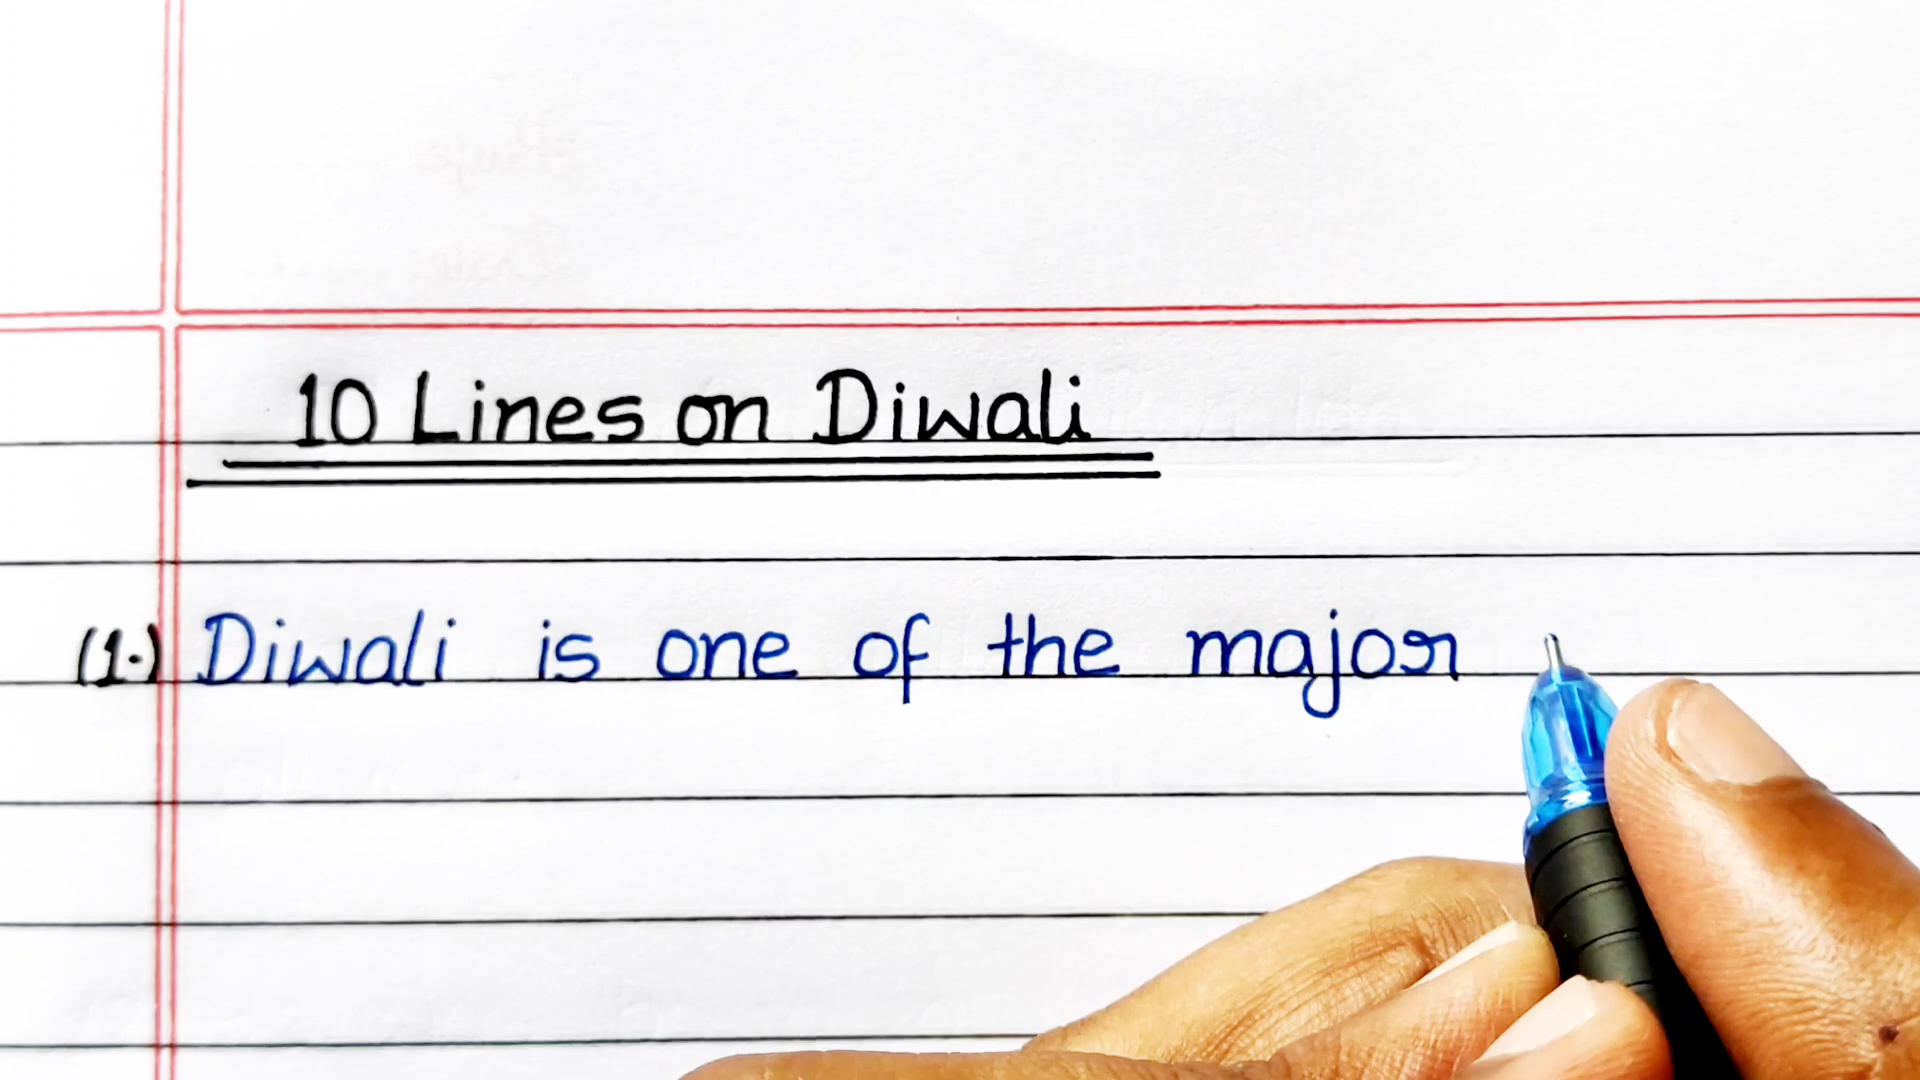 10 Lines on Diwali
(1.) Diwali is one of the major